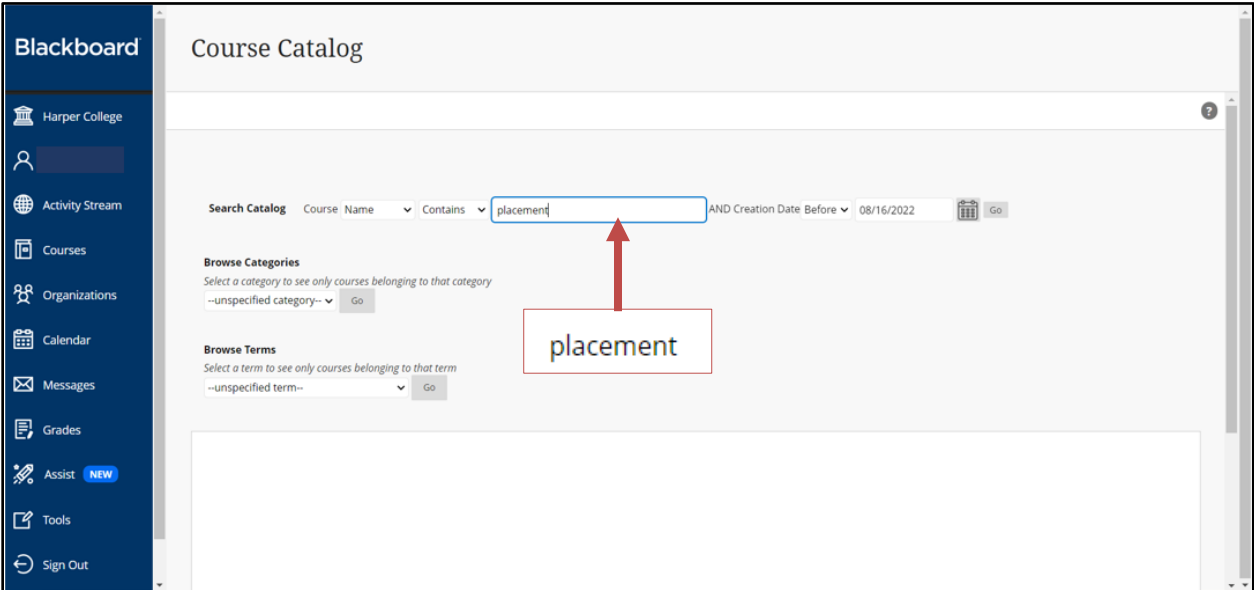 Blackboard
Harper College
Activity Stream
Courses
Organizations
Calendar
Messages
Grades
Assist NEW
Tools
Sign Out
Course Catalog
?
Search Catalog Course Name Contains placement AND Creation Date Before 08/16/2022 Go
Browse Categories
Select a category to see only courses belonging to that category
--unspecified category-- Go
placement
Browse Terms
Select a term to see only courses belonging to that term
--unspecified term-- Go